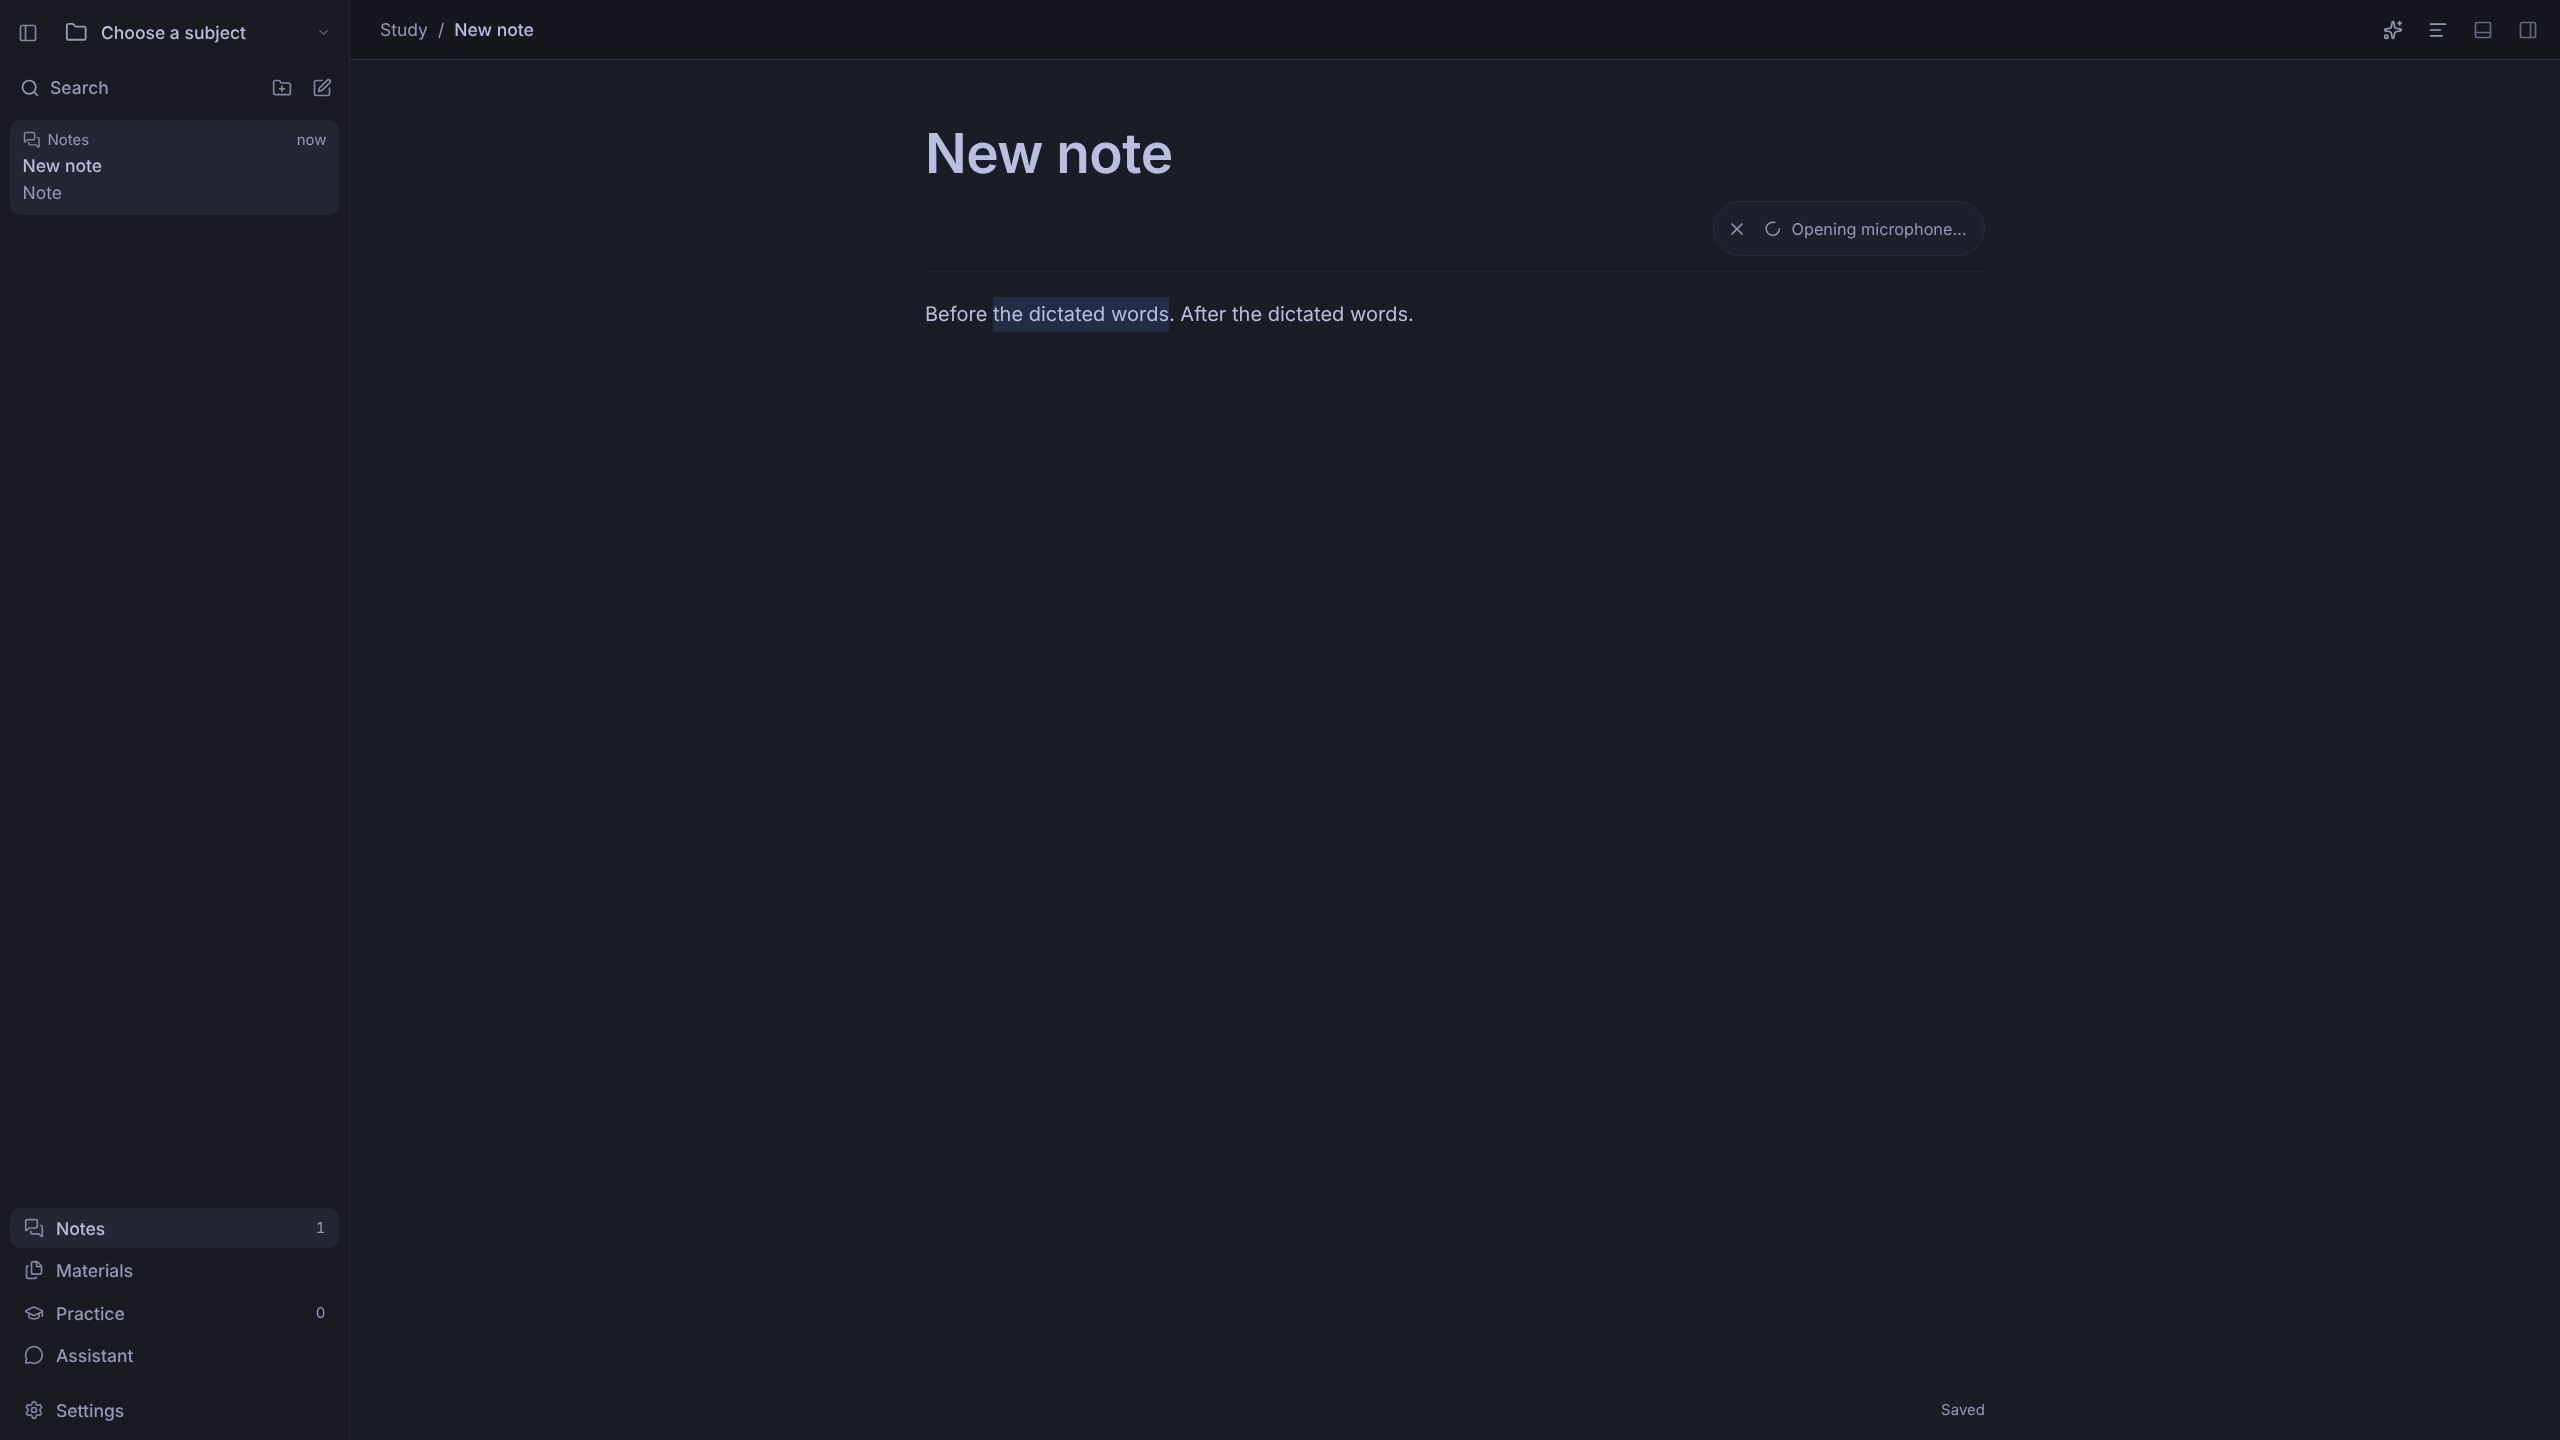 Choose a subject
Search
Notes now
New note
Note
Notes 1
Materials
Practice 0
Assistant
Settings
Study / New note
New note
Opening microphone...
Before the dictated words. After the dictated words.
Saved